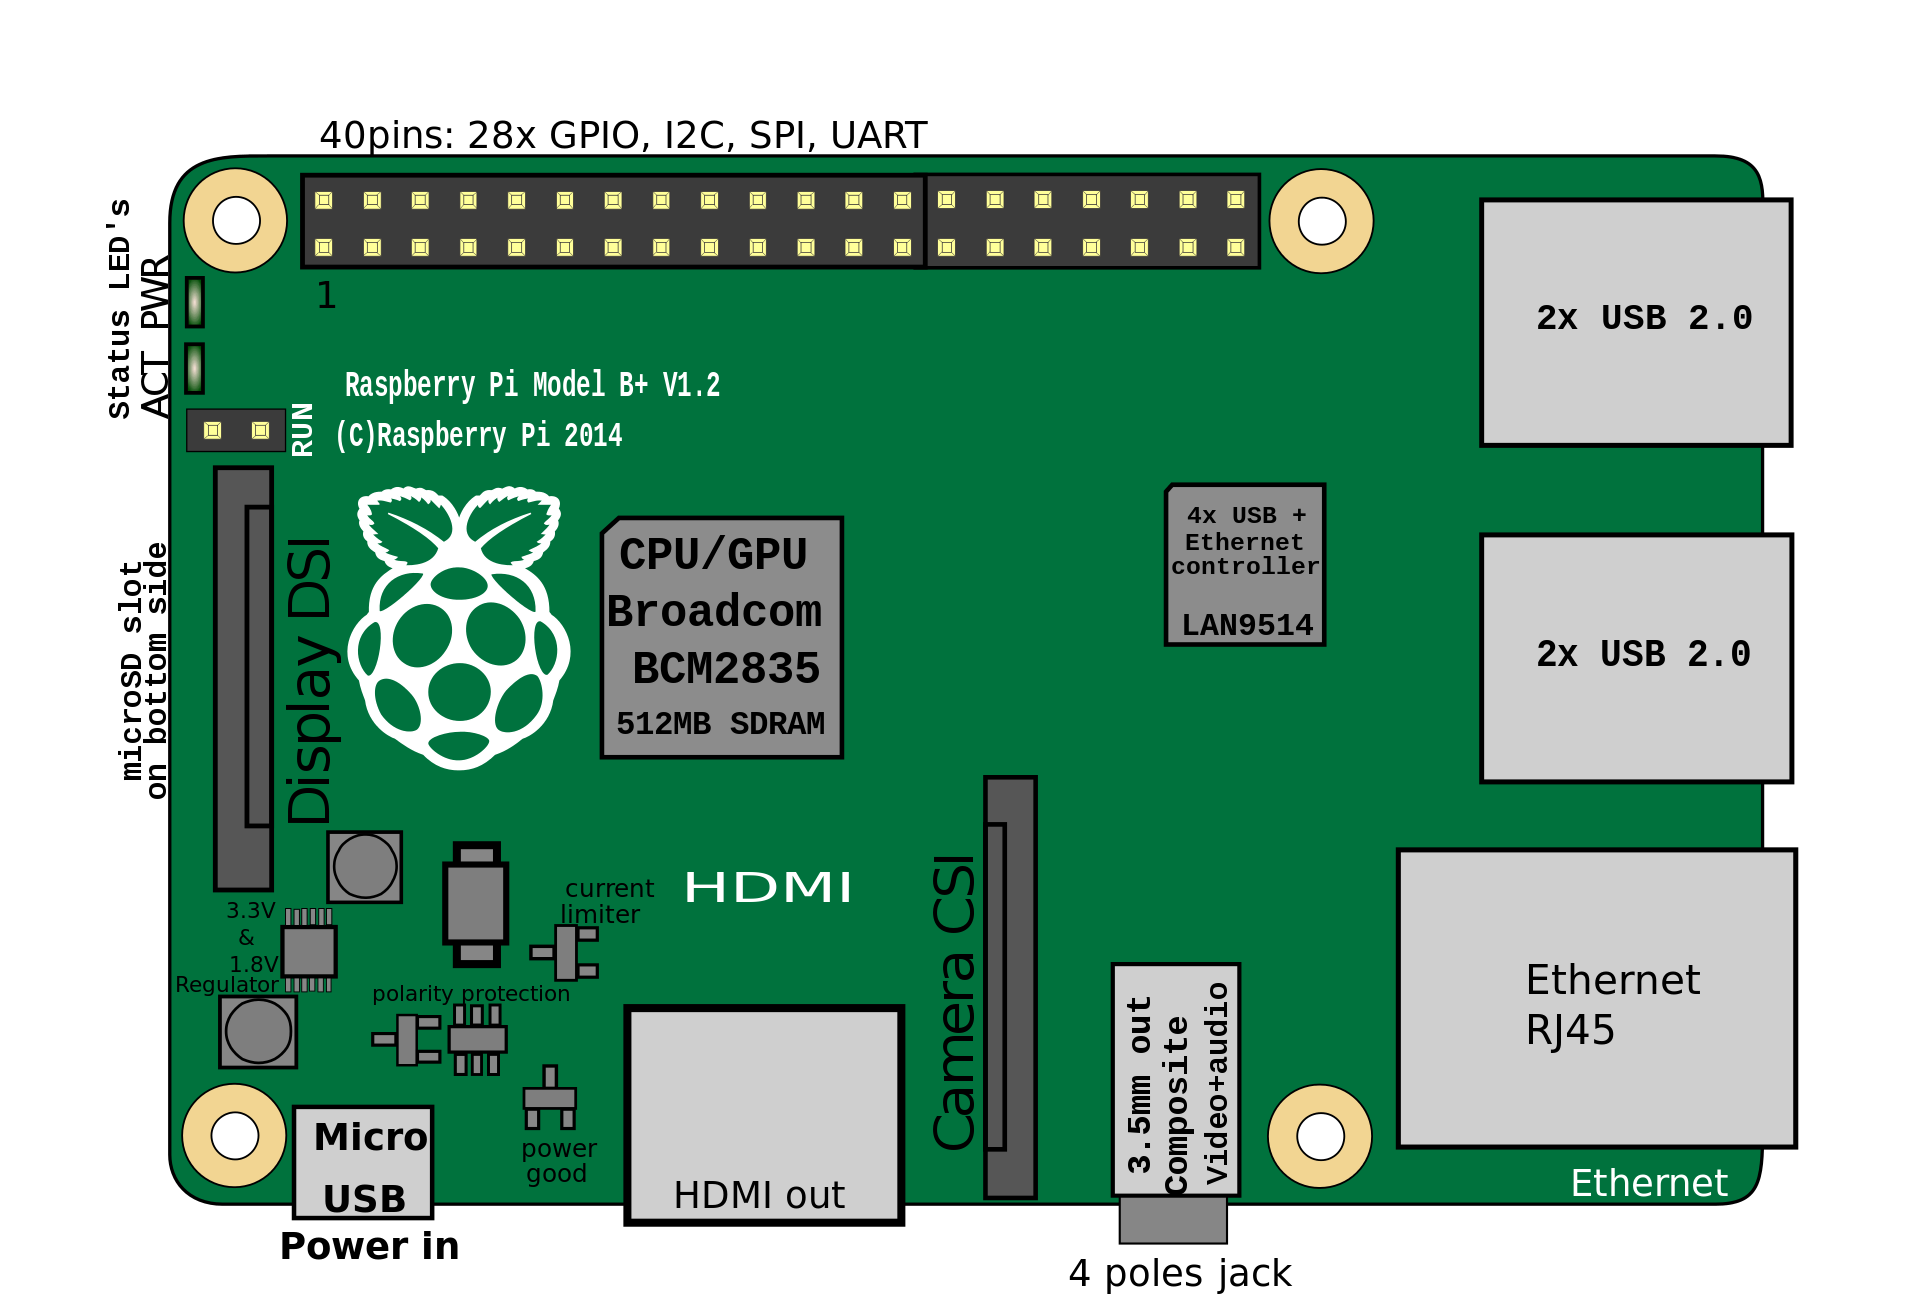 40pins: 28x GPIO, I2C, SPI, UART
Status LED's
ACT PWR
1
2x USB 2.0
Raspberry Pi Model B+ V1.2
RUN
(C)Raspberry Pi 2014
microSD slot
on bottom side
Display DSI
CPU/GPU
Broadcom
BCM2835
512MB SDRAM
4x USB +
Ethernet
controller
LAN9514
2x USB 2.0
3.3V
&
1.8V
Regulator
current
limiter
HDMI
polarity protection
Camera CSI
power
good
Micro
USB
Power in
HDMI out
3.5mm out
Composite
Video+audio
4 poles jack
Ethernet
RJ45
Ethernet